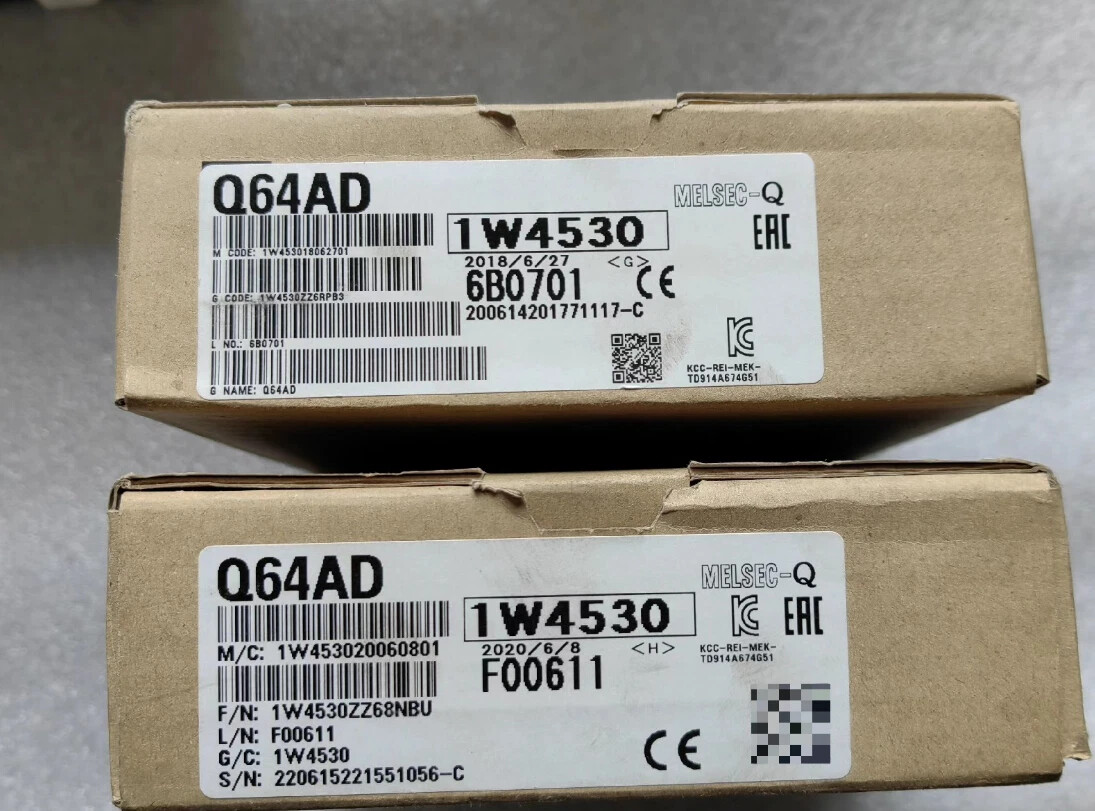 Q64AD
MELSEC-Q
1W4530
EAC
M CODE: 1W453018062701
2018/6/27 <G>
6B0701 CE
G CODE: 1W4530ZZ6RPB3
200614201771117-C
L NO.: 6B0701
KC
KCC-REI-MEK-
TD914A674G51
G NAME: Q64AD
Q64AD
MELSEC-Q
1W4530
KC EAC
M/C: 1W453020060801
2020/6/8 <H>
KCC-REI-MEK-
TD914A674G51
F00611
F/N: 1W4530ZZ68NBU
L/N: F00611
G/C: 1W4530
CE
S/N: 220615221551056-C